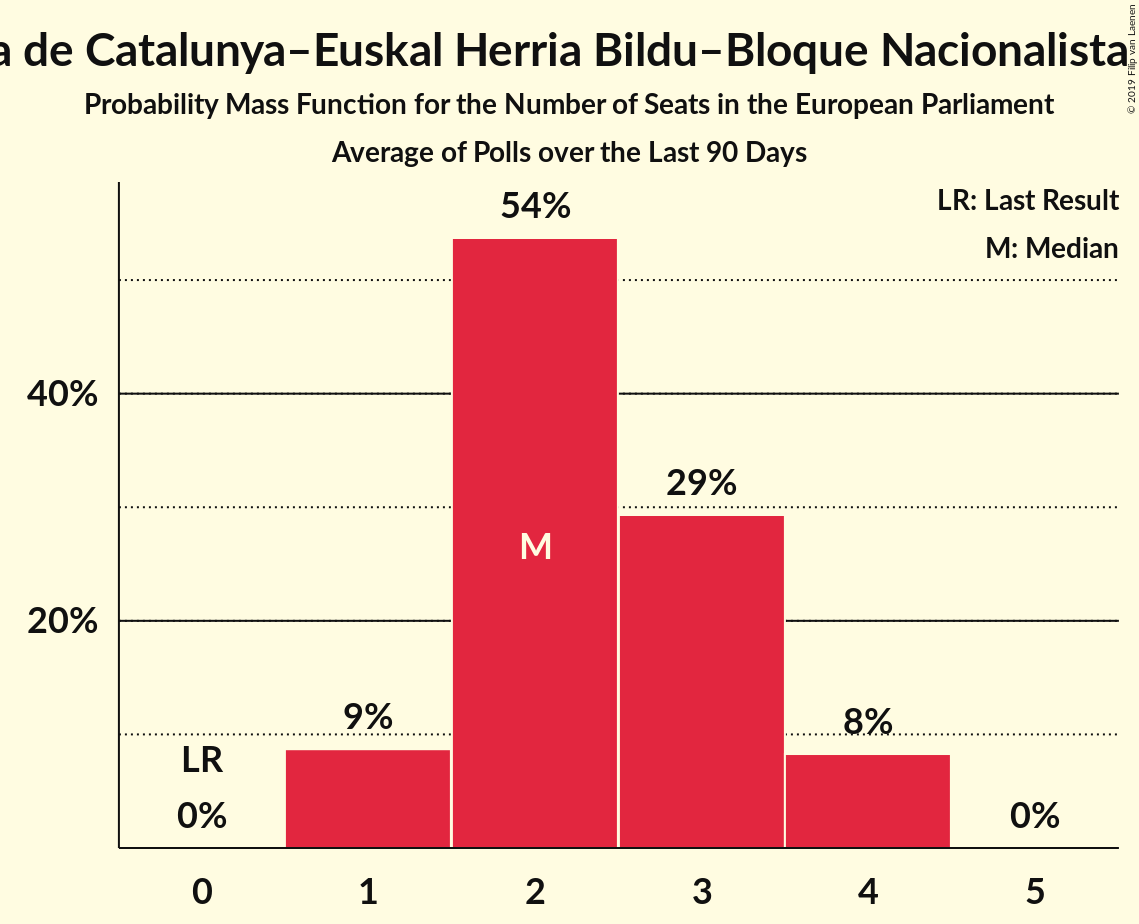 a de Catalunya–Euskal Herria Bildu–Bloque Nacionalista
© 2019 Filip van Laenen
Probability Mass Function for the Number of Seats in the European Parliament
Average of Polls over the Last 90 Days
LR: Last Result
M: Median
54%
40%
29%
M
20%
9%
8%
LR
0%
0%
0
1
2
3
4
5